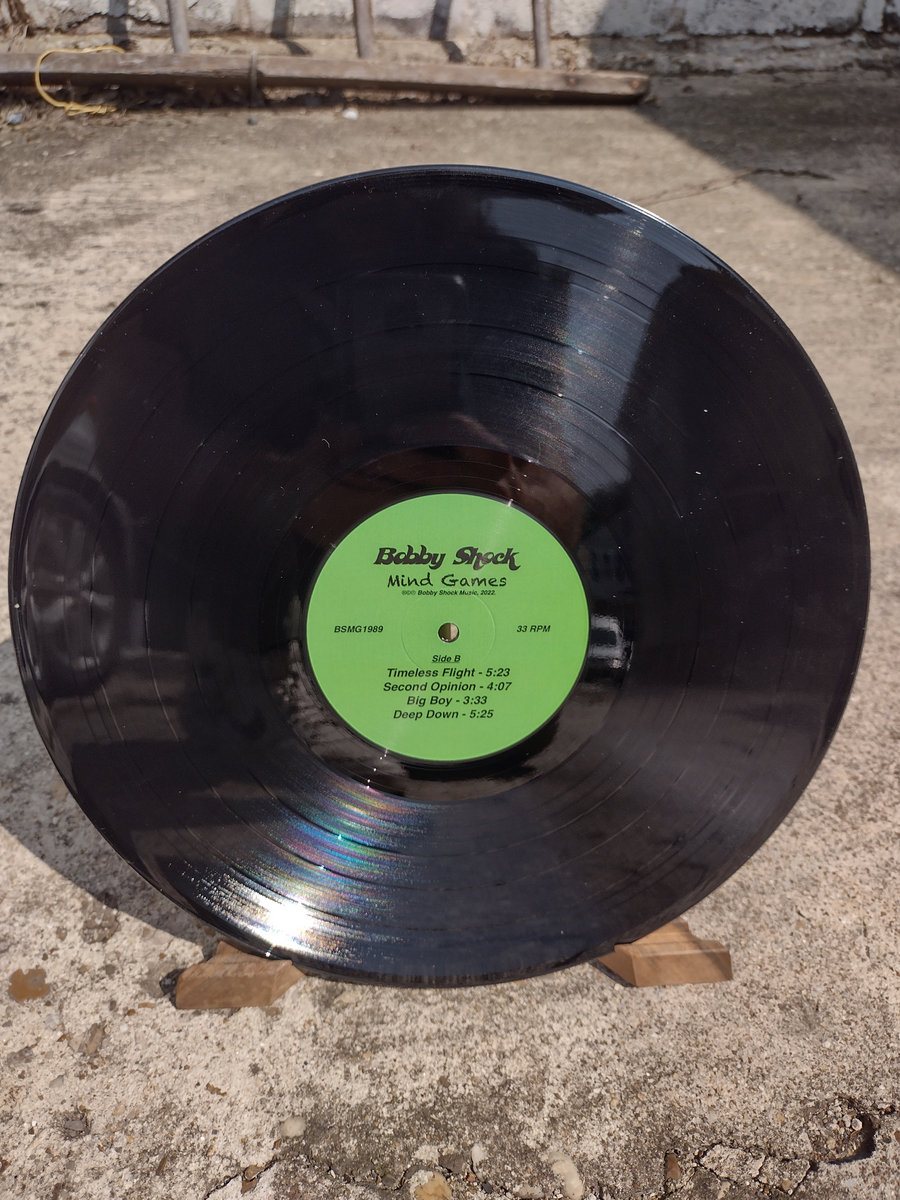 Bobby Shock
Mind Games
℗©© Bobby Shock Music, 2022.
BSMG1989 33 RPM
Side B
Timeless Flight - 5:23
Second Opinion - 4:07
Big Boy - 3:33
Deep Down - 5:25